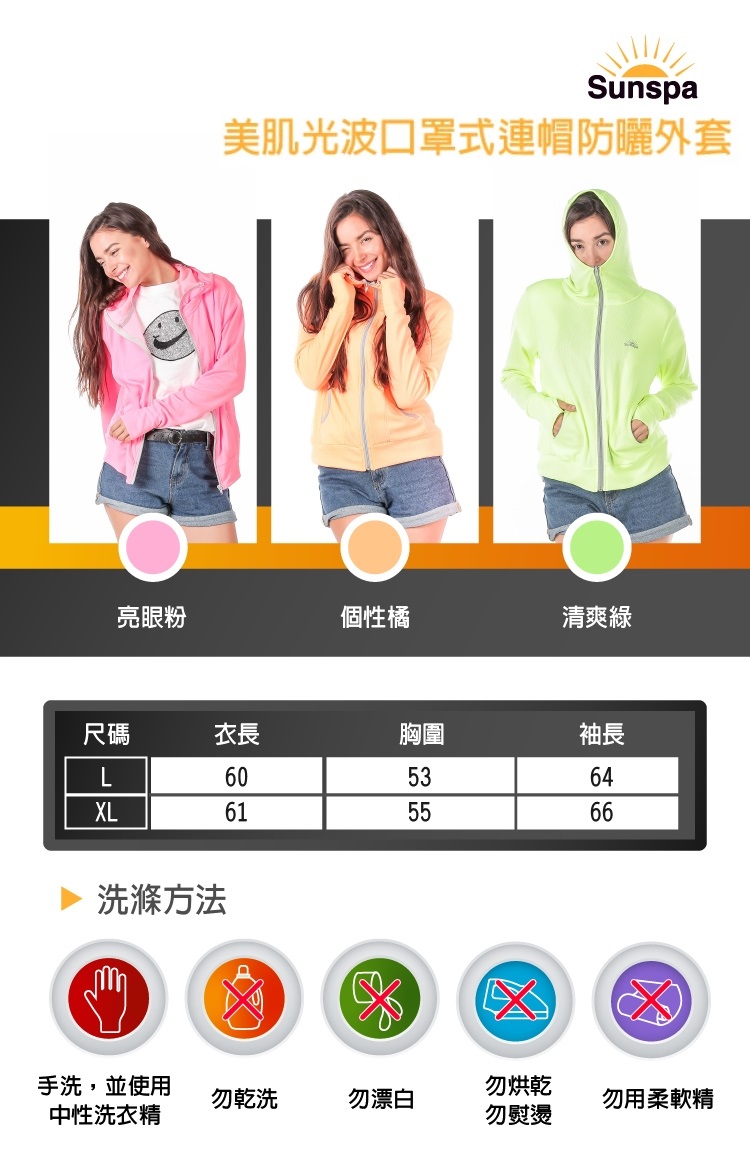 Sunspa
美肌光波口罩式連帽防曬外套
亮眼粉 個性橘 清爽綠
尺碼 衣長 胸圍 袖長
L 60 53 64
XL 61 55 66
洗滌方法
手洗，並使用
中性洗衣精
勿乾洗
勿漂白
勿烘乾
勿熨燙
勿用柔軟精